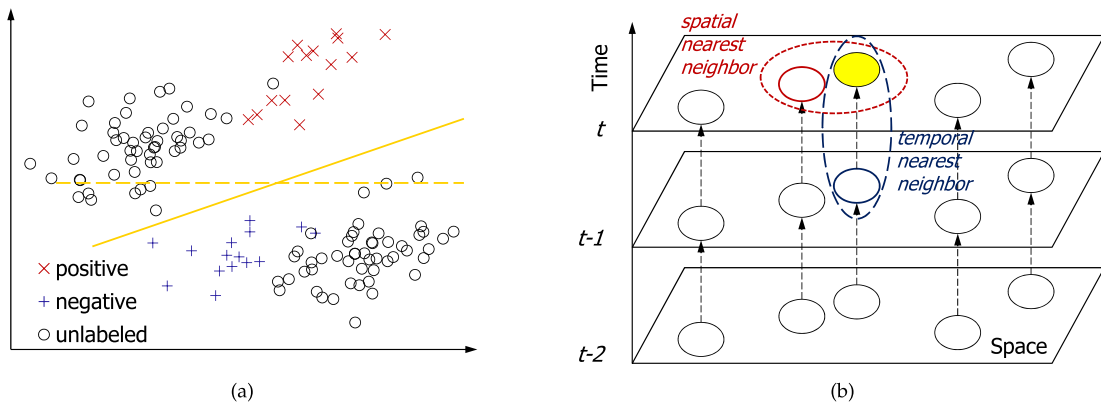 positive
negative
unlabeled
(a)
Time
t
t-1
t-2
spatial
nearest
neighbor
temporal
nearest
neighbor
Space
(b)